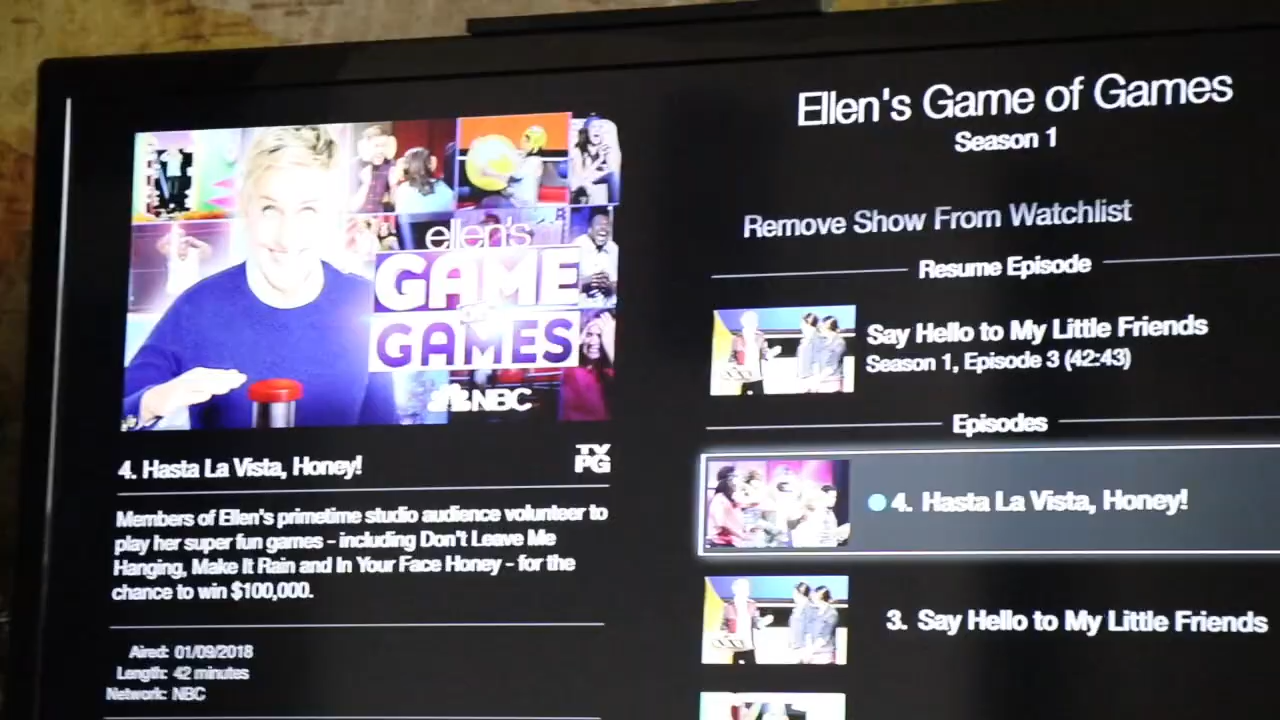 ellen's
GAME
OF
GAMES
NBC
4. Hasta La Vista, Honey!
TV
PG
Members of Ellen's primetime studio audience volunteer to
play her super fun games - including Don't Leave Me
Hanging, Make It Rain and In Your Face Honey - for the
chance to win $100,000.
Aired: 01/09/2018
Length: 42 minutes
Network: NBC
Ellen's Game of Games
Season 1
Remove Show From Watchlist
Resume Episode
Say Hello to My Little Friends
Season 1, Episode 3 (42:43)
Episodes
4. Hasta La Vista, Honey!
3. Say Hello to My Little Friends